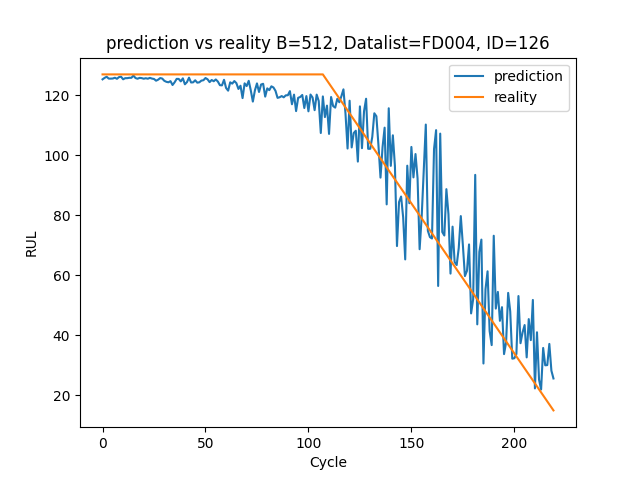 prediction vs reality B=512, Datalist=FD004, ID=126
prediction
reality
120
100
80
60
40
20
RUL
0 50 100 150 200
Cycle